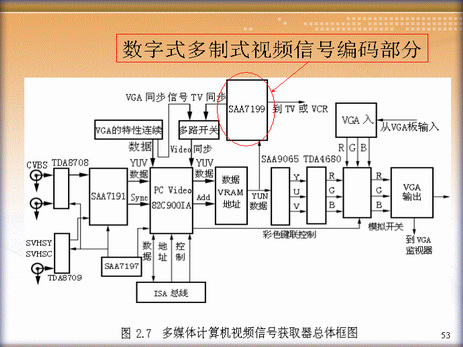 数字式多制式视频信号编码部分
VGA 同步信号 TV 同步
SAA7199
到 TV 或 VCR
VGA 入
从VGA板输入
VGA的特性连续
多路开关
数据
Video 同步
R G B
CVBS
TDA8708
YUV
数据
PC Video
82C900IA
YUV
数据
数据
VRAM
地址
SAA9065
TDA4680
SAA7191
Sync
Add
YUN
数据
Y
U
V
R
G
B
R
G
B
VGA
输出
SVHSY
SVHSC
TDA8709
SAA7197
数据
地址
控制
彩色键联控制
模拟开关
到 VGA
监视器
ISA 总线
图 2.7 多媒体计算机视频信号获取器总体框图
53